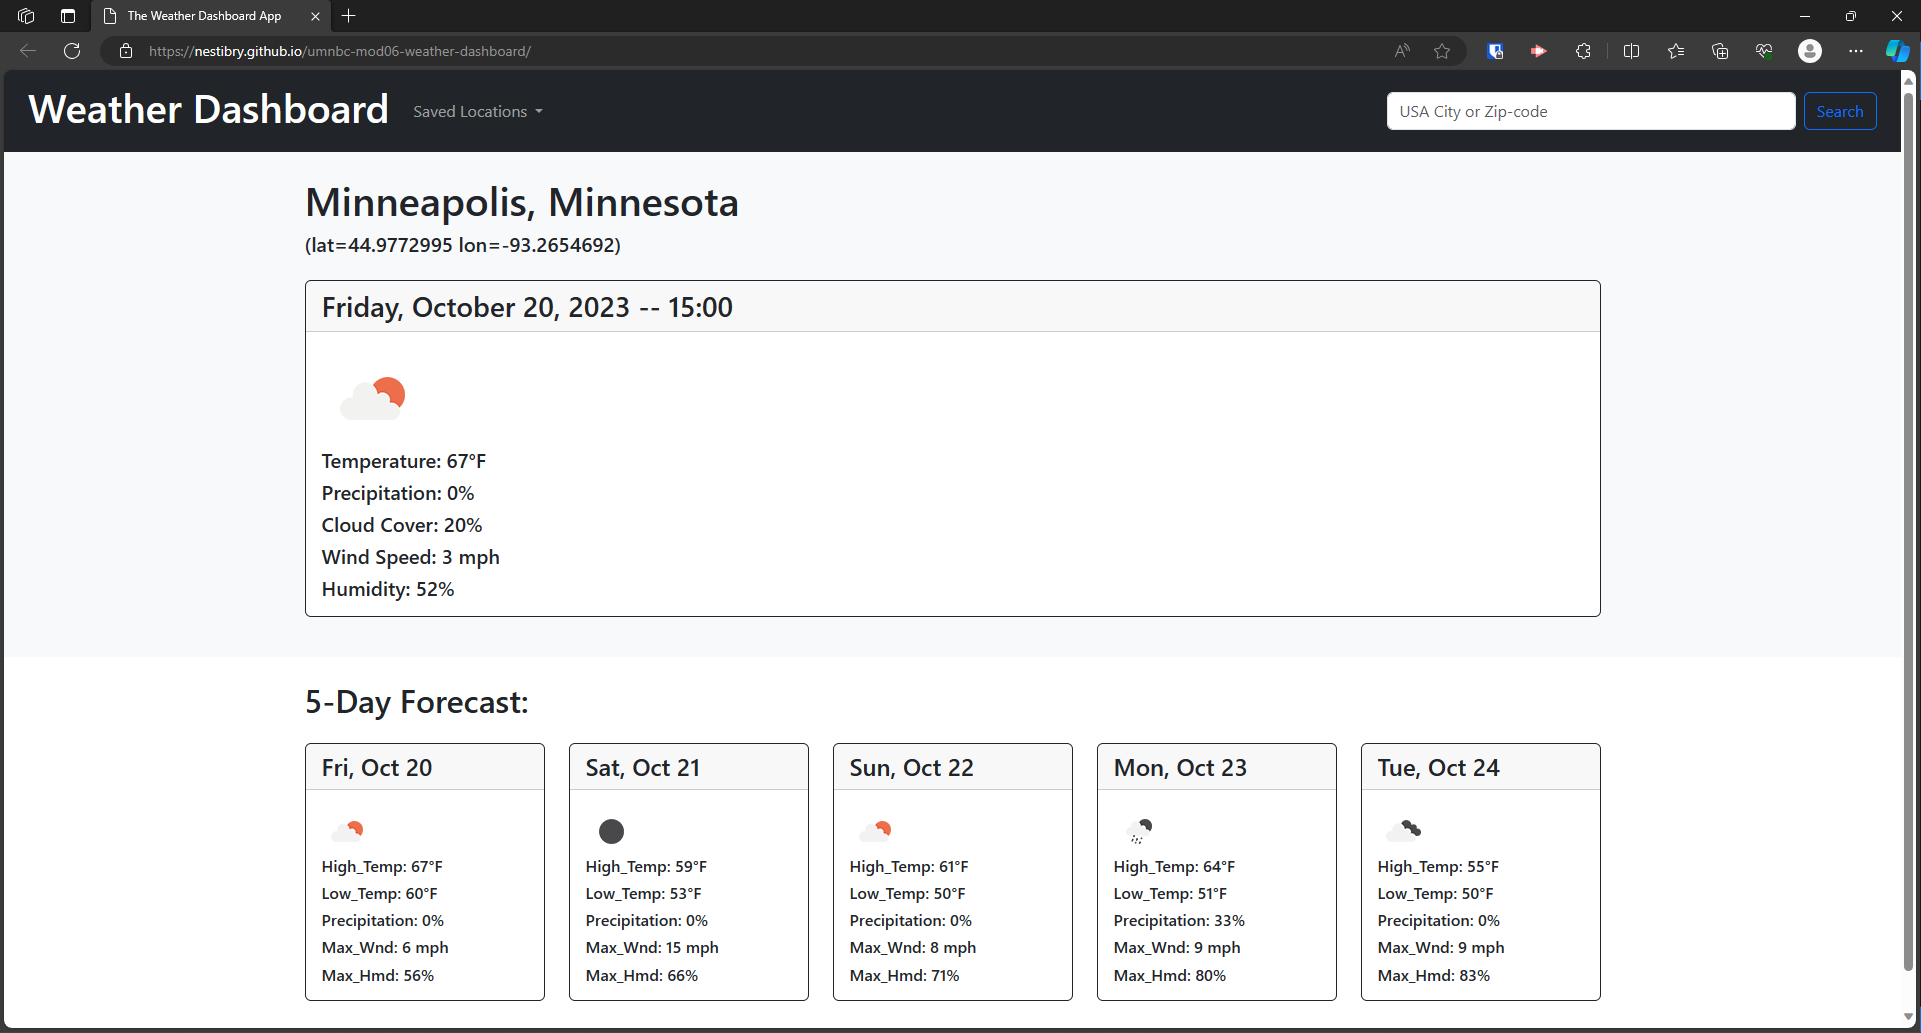 The Weather Dashboard App
https://nestibry.github.io/umnbc-mod06-weather-dashboard/
Weather Dashboard
Saved Locations
USA City or Zip-code
Search
Minneapolis, Minnesota
(lat=44.9772995 lon=-93.2654692)
Friday, October 20, 2023 -- 15:00
Temperature: 67°F
Precipitation: 0%
Cloud Cover: 20%
Wind Speed: 3 mph
Humidity: 52%
5-Day Forecast:
Fri, Oct 20
High_Temp: 67°F
Low_Temp: 60°F
Precipitation: 0%
Max_Wnd: 6 mph
Max_Hmd: 56%
Sat, Oct 21
High_Temp: 59°F
Low_Temp: 53°F
Precipitation: 0%
Max_Wnd: 15 mph
Max_Hmd: 66%
Sun, Oct 22
High_Temp: 61°F
Low_Temp: 50°F
Precipitation: 0%
Max_Wnd: 8 mph
Max_Hmd: 71%
Mon, Oct 23
High_Temp: 64°F
Low_Temp: 51°F
Precipitation: 33%
Max_Wnd: 9 mph
Max_Hmd: 80%
Tue, Oct 24
High_Temp: 55°F
Low_Temp: 50°F
Precipitation: 0%
Max_Wnd: 9 mph
Max_Hmd: 83%